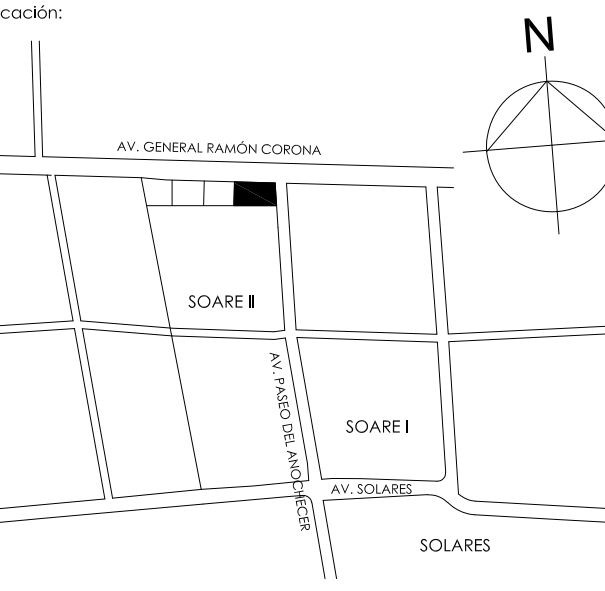 cación:
N
AV. GENERAL RAMÓN CORONA
SOARE II
AV. PASEO DEL ANOCHECER
SOARE I
AV. SOLARES
SOLARES